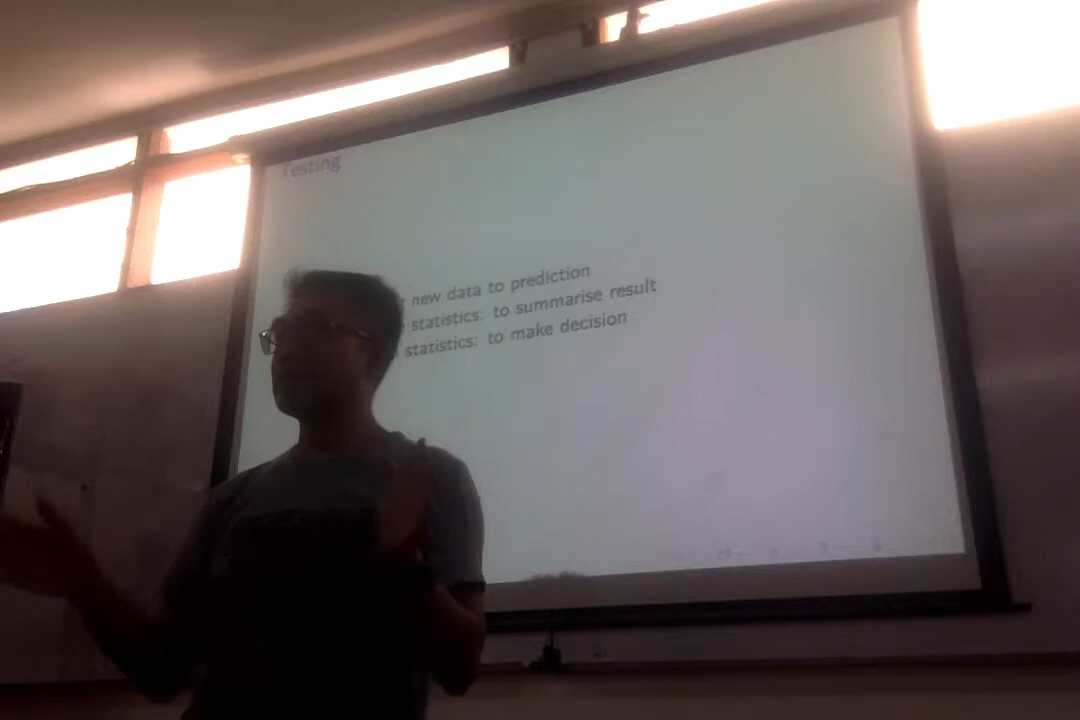 Testing
new data to prediction
statistics: to summarise result
statistics: to make decision